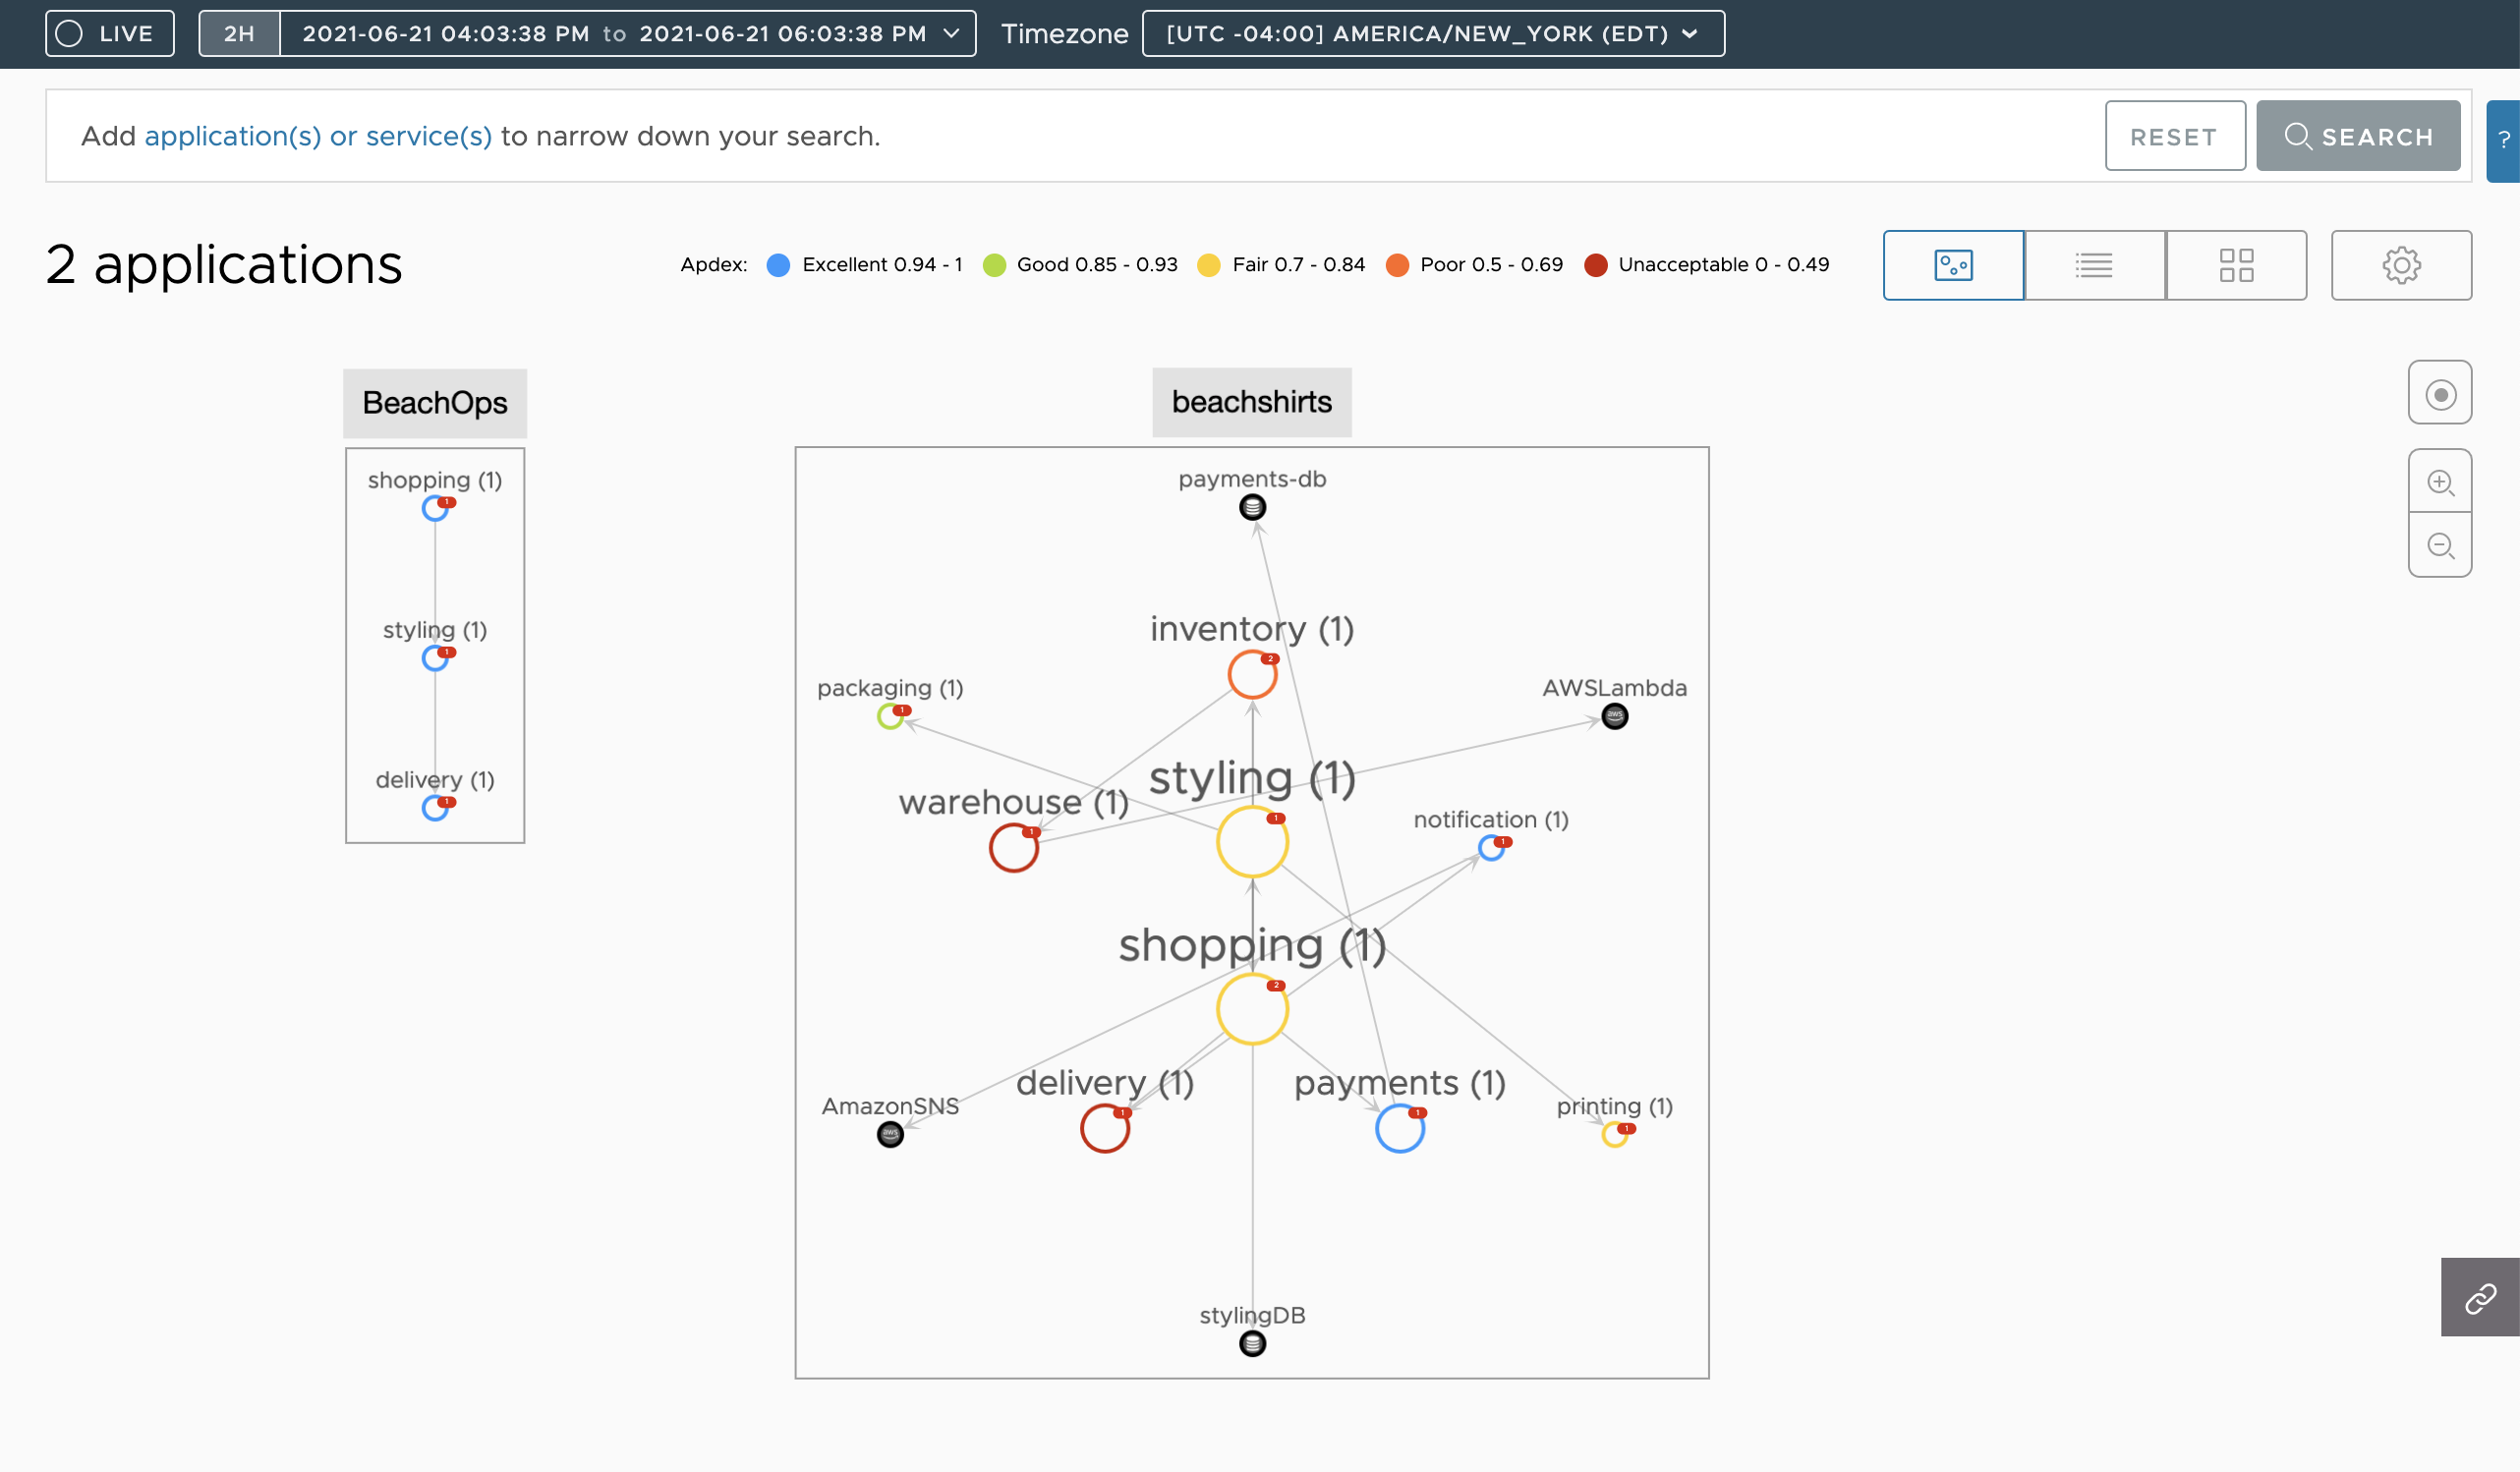 LIVE 2H 2021-06-21 04:03:38 PM to 2021-06-21 06:03:38 PM Timezone [UTC -04:00] AMERICA/NEW_YORK (EDT)
Add application(s) or service(s) to narrow down your search. RESET SEARCH ?
2 applications Apdex: Excellent 0.94 - 1 Good 0.85 - 0.93 Fair 0.7 - 0.84 Poor 0.5 - 0.69 Unacceptable 0 - 0.49
BeachOps
shopping (1)
1
styling (1)
1
delivery (1)
1
beachshirts
payments-db
inventory (1)
2
packaging (1)
1
AWSLambda
aws
styling (1)
1
warehouse (1)
1
notification (1)
1
shopping (1)
2
delivery (1)
1
payments (1)
1
AmazonSNS
aws
printing (1)
1
stylingDB